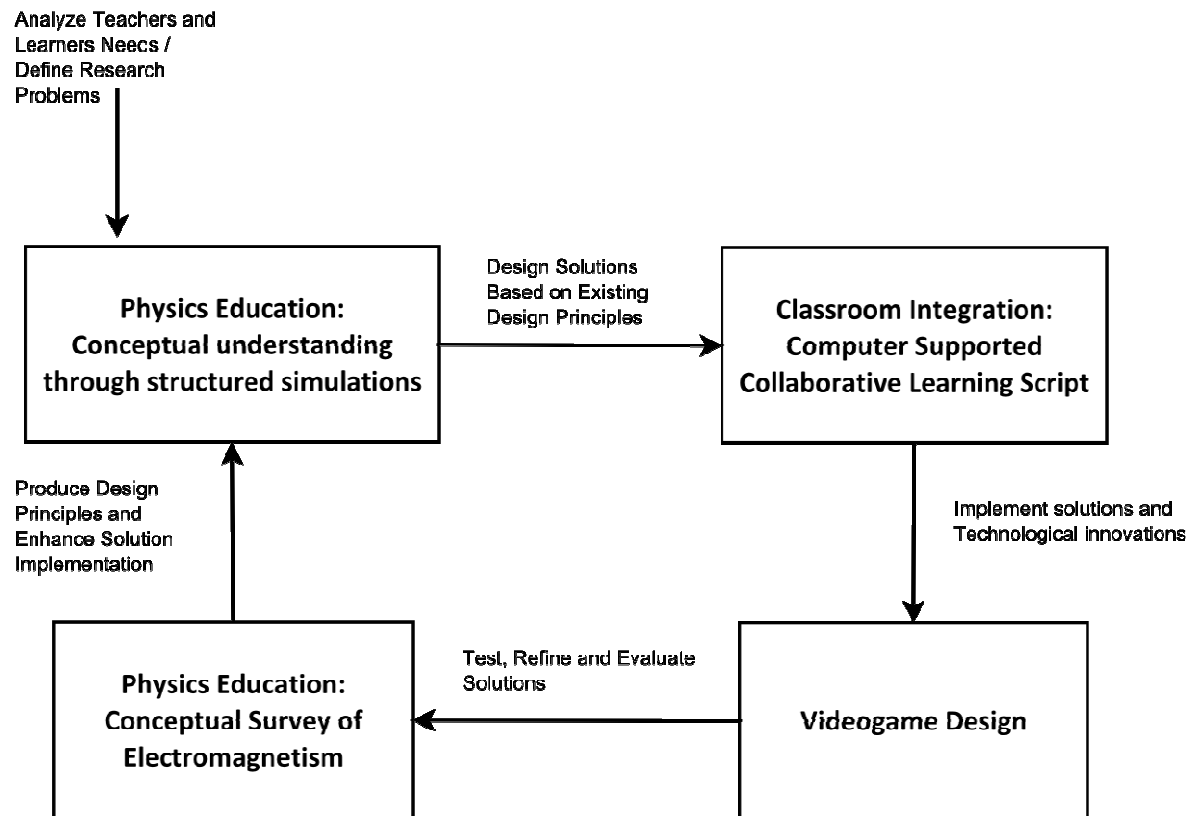 Analyze Teachers and
Learners Neecs /
Define Research
Problems
Physics Education:
Conceptual understanding
through structured simulations
Design Solutions
Based on Existing
Design Principles
Classroom Integration:
Computer Supported
Collaborative Learning Script
Produce Design
Principles and
Enhance Solution
Implementation
Implement solutions and
Technological innovations
Physics Education:
Conceptual Survey of
Electromagnetism
Test, Refine and Evaluate
Solutions
Videogame Design